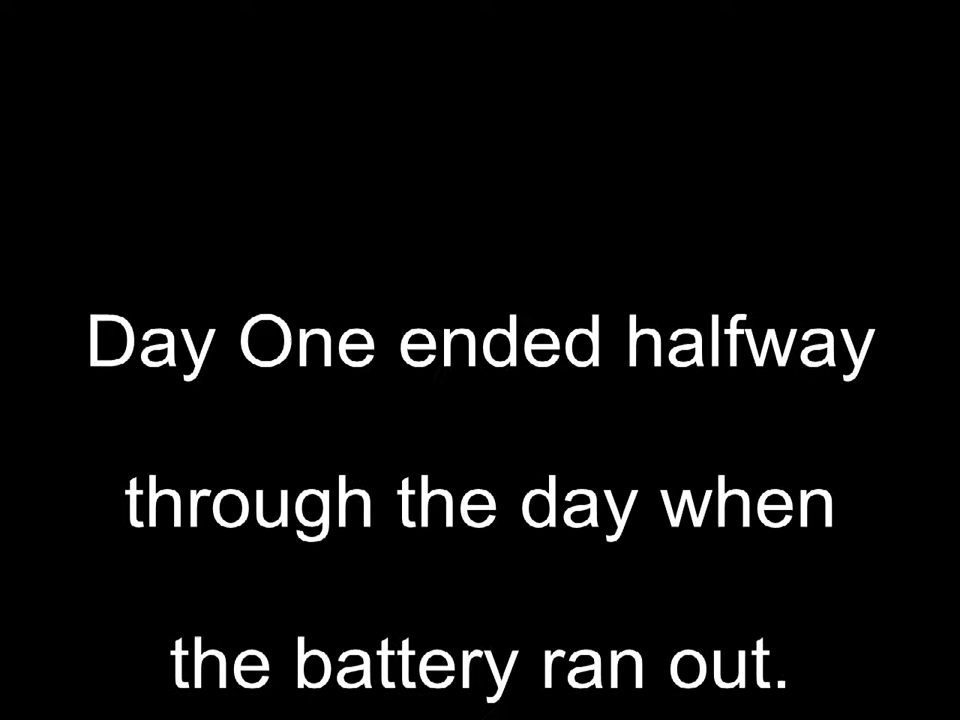 Day One ended halfway
through the day when
the battery ran out.